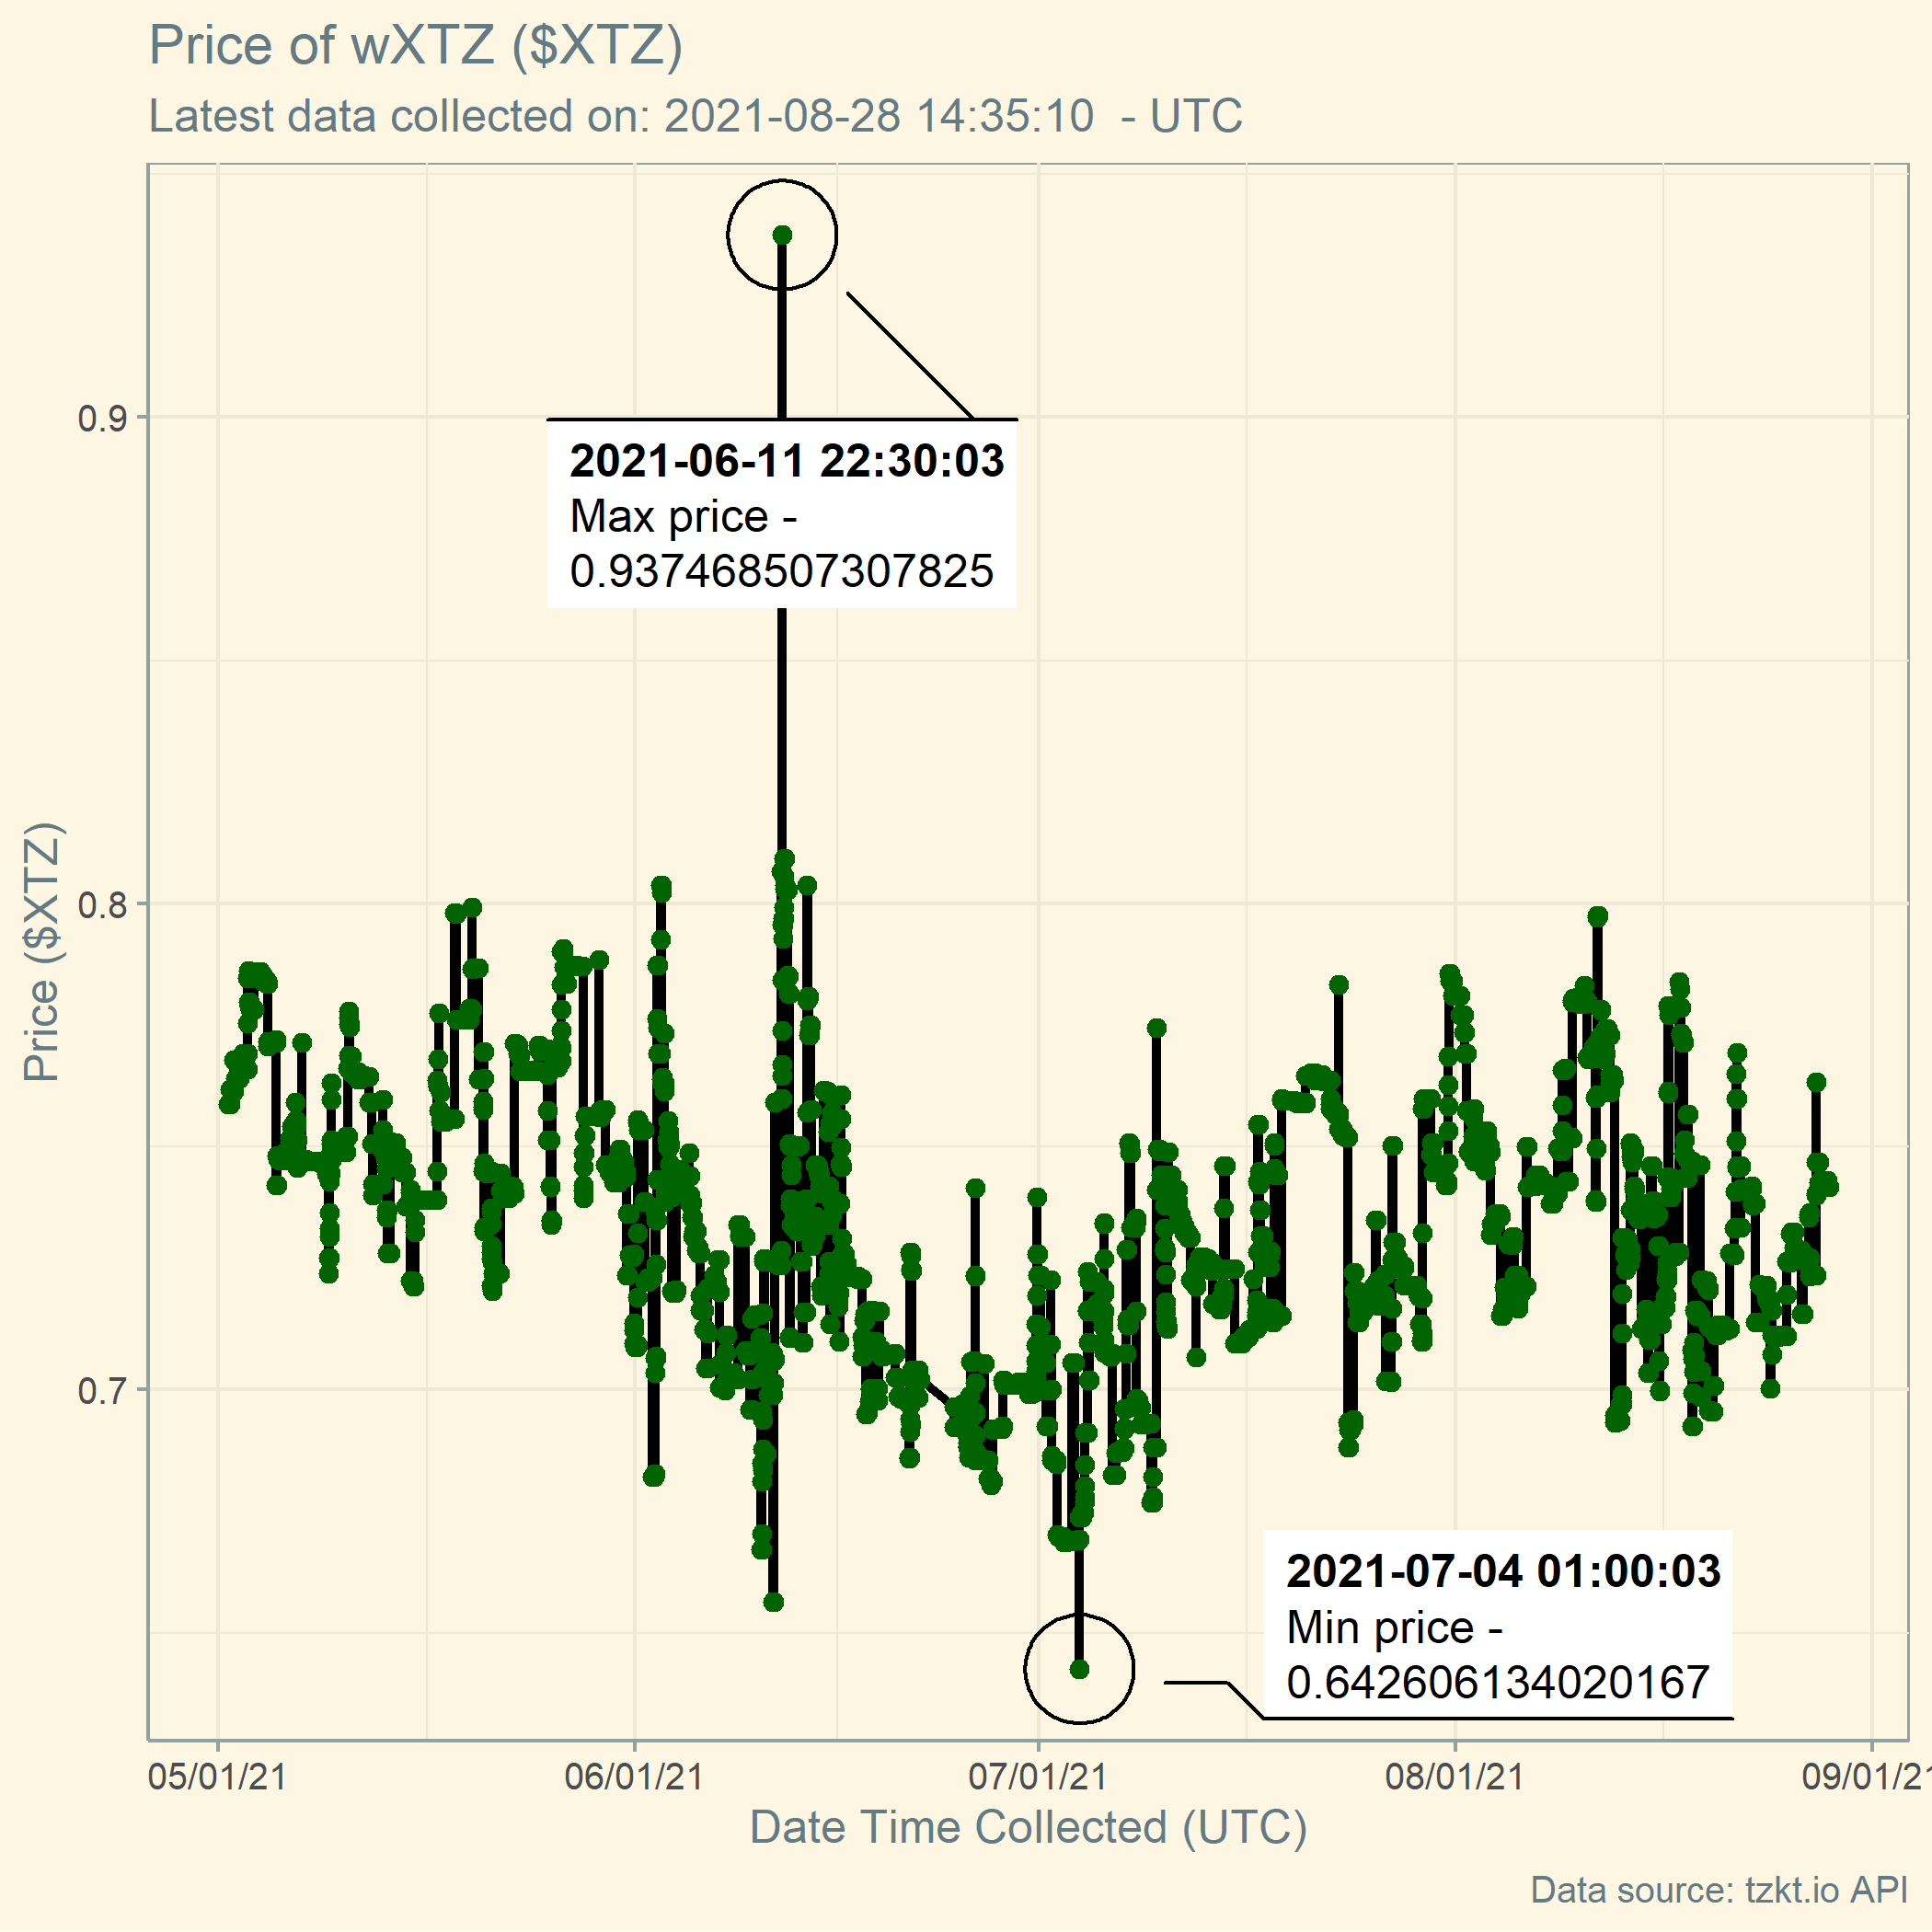 Price of wXTZ ($XTZ)
Latest data collected on: 2021-08-28 14:35:10  - UTC
0.9
2021-06-11 22:30:03
Max price -
0.937468507307825
Price ($XTZ)
0.8
0.7
2021-07-04 01:00:03
Min price -
0.642606134020167
05/01/21
06/01/21
07/01/21
08/01/21
09/01/21
Date Time Collected (UTC)
Data source: tzkt.io API